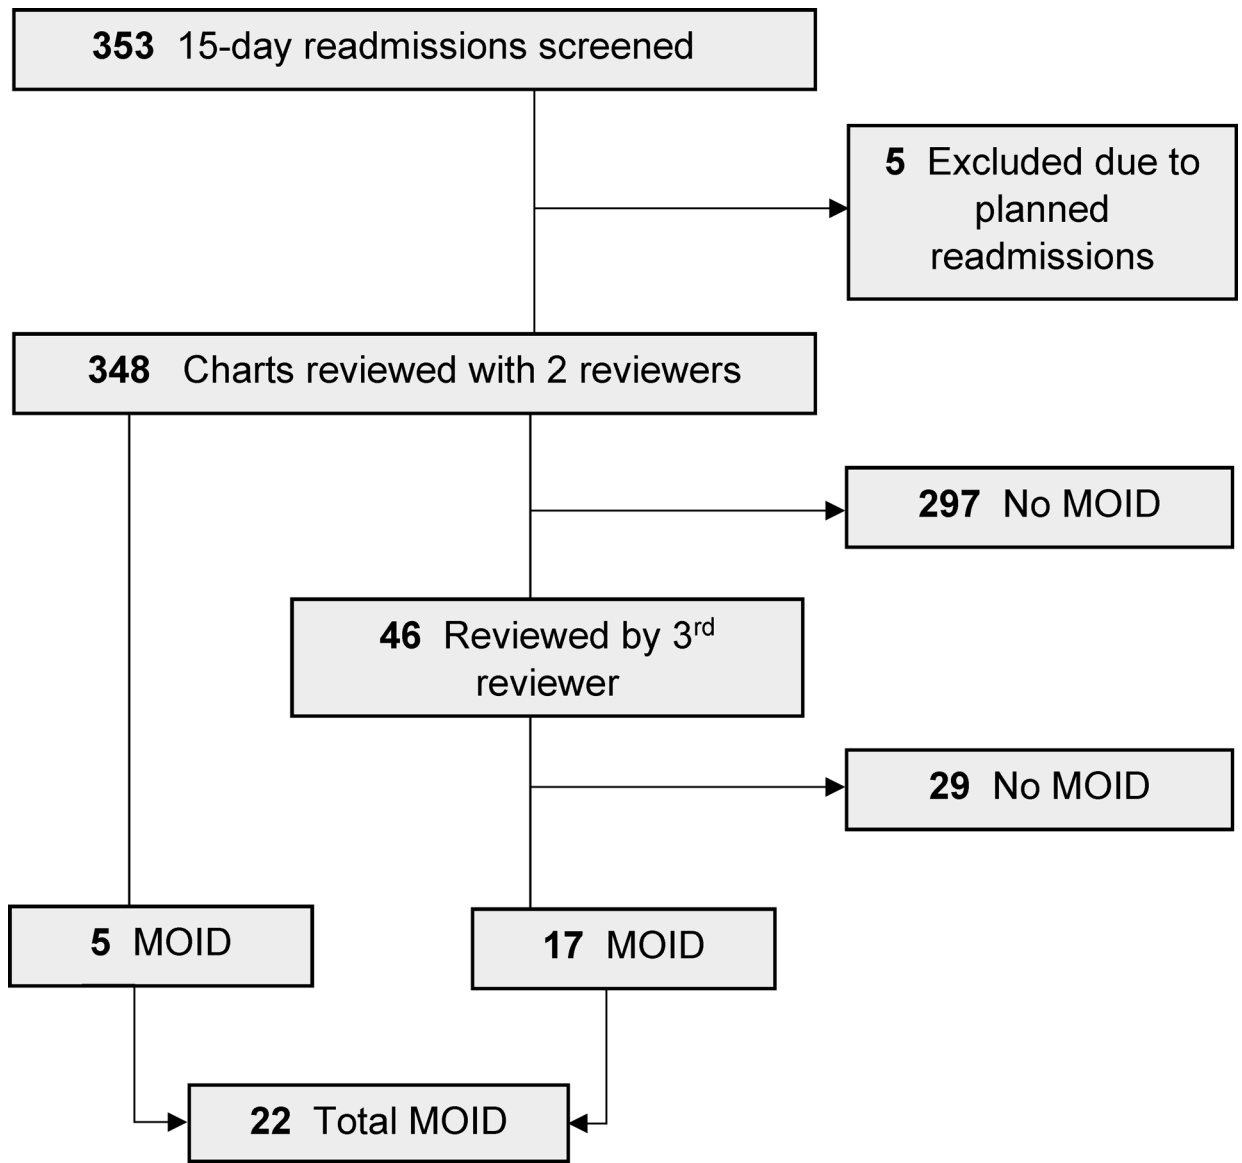 353 15-day readmissions screened
5 Excluded due to
planned
readmissions
348 Charts reviewed with 2 reviewers
297 No MOID
46 Reviewed by 3rd
reviewer
29 No MOID
5 MOID
17 MOID
22 Total MOID